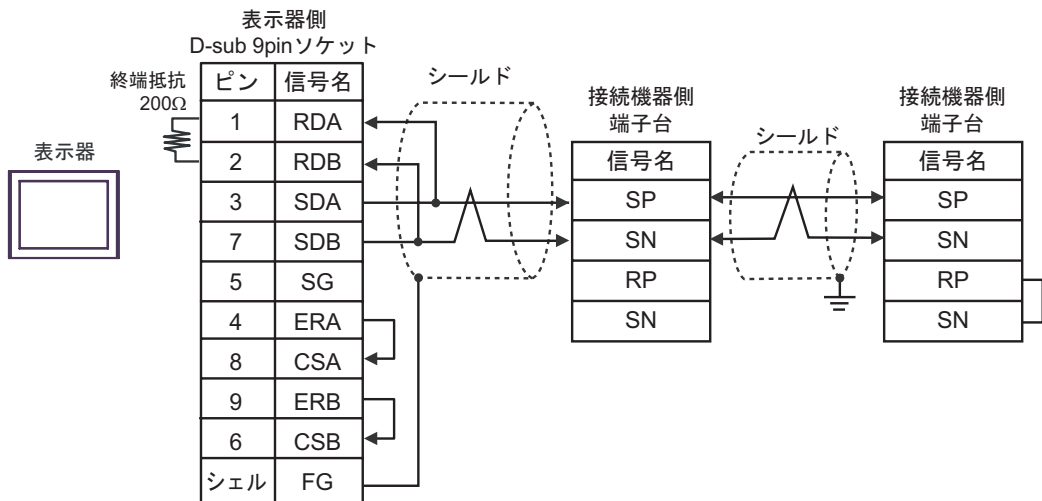 表示器側
D-sub 9pinソケット
終端抵抗
200Ω
表示器
ピン 信号名
1 RDA
2 RDB
3 SDA
7 SDB
5 SG
4 ERA
8 CSA
9 ERB
6 CSB
シェル FG
シールド
接続機器側
端子台
信号名
SP
SN
RP
SN
シールド
接続機器側
端子台
信号名
SP
SN
RP
SN